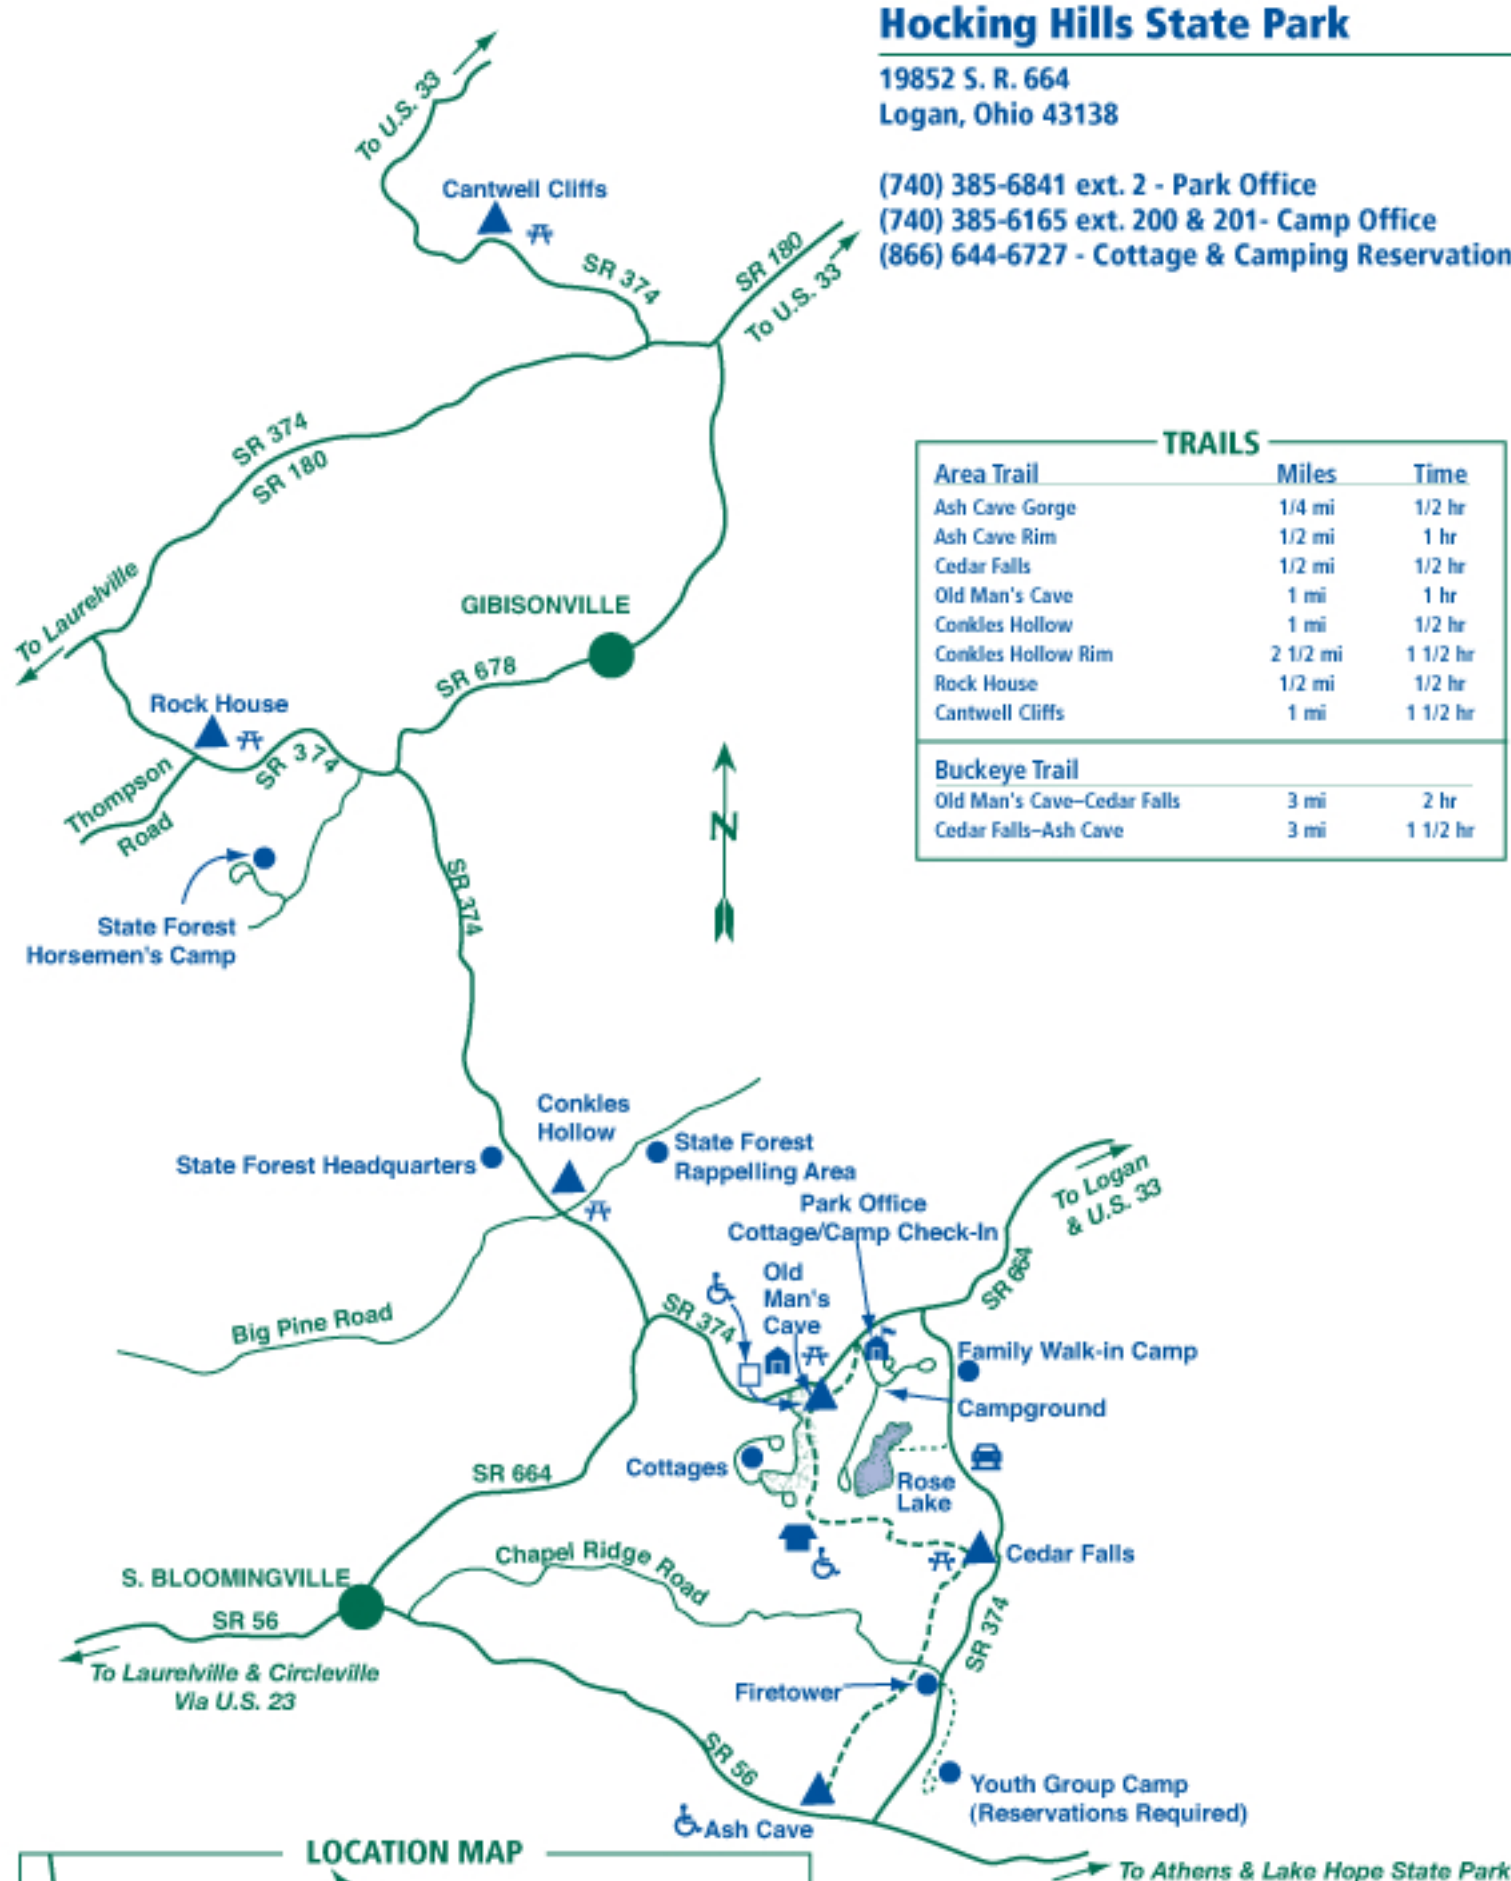 Hocking Hills State Park
19852 S. R. 664
Logan, Ohio 43138
(740) 385-6841 ext. 2 - Park Office
(740) 385-6165 ext. 200 & 201- Camp Office
(866) 644-6727 - Cottage & Camping Reservation
To U.S. 33
Cantwell Cliffs
SR 374
SR 180
To U.S. 33
SR 374
SR 180
TRAILS
Area Trail Miles Time
Ash Cave Gorge 1/4 mi 1/2 hr
Ash Cave Rim 1/2 mi 1 hr
Cedar Falls 1/2 mi 1/2 hr
Old Man's Cave 1 mi 1 hr
Conkles Hollow 1 mi 1/2 hr
Conkles Hollow Rim 2 1/2 mi 1 1/2 hr
Rock House 1/2 mi 1/2 hr
Cantwell Cliffs 1 mi 1 1/2 hr
Buckeye Trail
Old Man's Cave–Cedar Falls 3 mi 2 hr
Cedar Falls–Ash Cave 3 mi 1 1/2 hr
To Laurelville
GIBISONVILLE
SR 678
Rock House
SR 374
Thompson
Road
N
SR 374
State Forest
Horsemen's Camp
Conkles
Hollow
State Forest Headquarters
State Forest
Rappelling Area
To Logan
& U.S. 33
Park Office
Cottage/Camp Check-In
SR 664
Old
Man's
Cave
SR 374
Big Pine Road
Family Walk-in Camp
Campground
Cottages
SR 664
Rose
Lake
Cedar Falls
Chapel Ridge Road
S. BLOOMINGVILLE
SR 56
To Laurelville & Circleville
Via U.S. 23
SR 374
Firetower
SR 56
Youth Group Camp
(Reservations Required)
Ash Cave
LOCATION MAP
To Athens & Lake Hope State Park